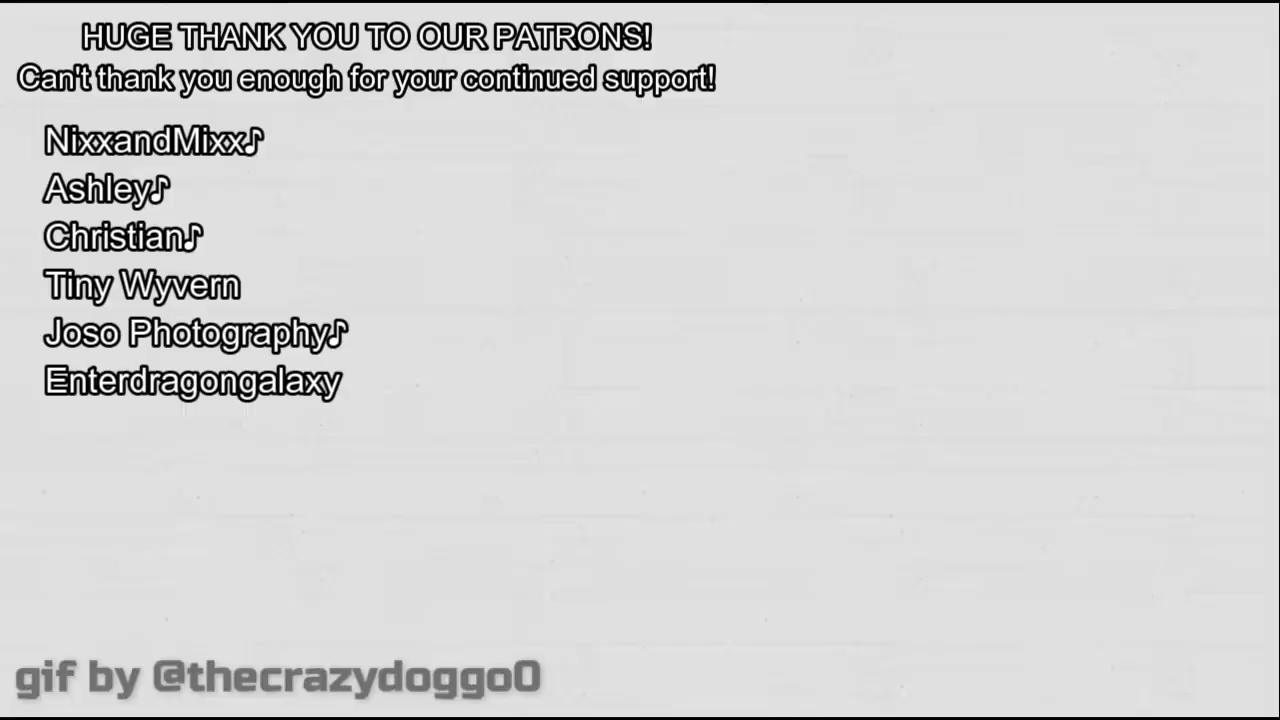 HUGE THANK YOU TO OUR PATRONS!
Can't thank you enough for your continued support!
NixxandMixx♪
Ashley♪
Christian♪
Tiny Wyvern
Joso Photography♪
Enterdragongalaxy
gif by @thecrazydoggo0